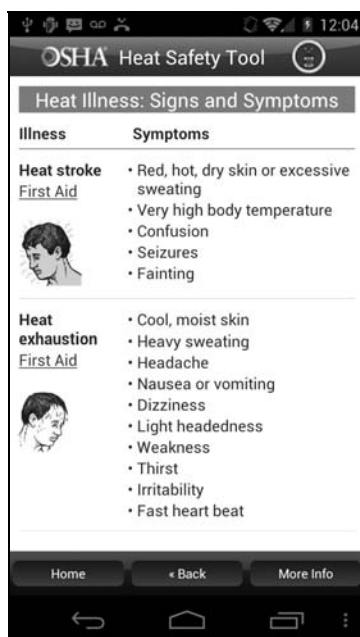 12:04
OSHA Heat Safety Tool
Heat Illness: Signs and Symptoms
Illness Symptoms
Heat stroke
First Aid
• Red, hot, dry skin or excessive
sweating
• Very high body temperature
• Confusion
• Seizures
• Fainting
Heat
exhaustion
First Aid
• Cool, moist skin
• Heavy sweating
• Headache
• Nausea or vomiting
• Dizziness
• Light headedness
• Weakness
• Thirst
• Irritability
• Fast heart beat
Home « Back More Info